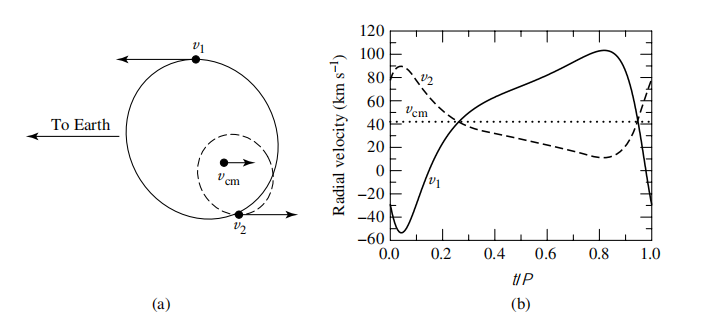 v1
To Earth
vcm
v2
(a)
Radial velocity (km s⁻¹)
120
100
80
60
40
20
0
−20
−40
−60
v2
vcm
v1
0.0 0.2 0.4 0.6 0.8 1.0
t/P
(b)